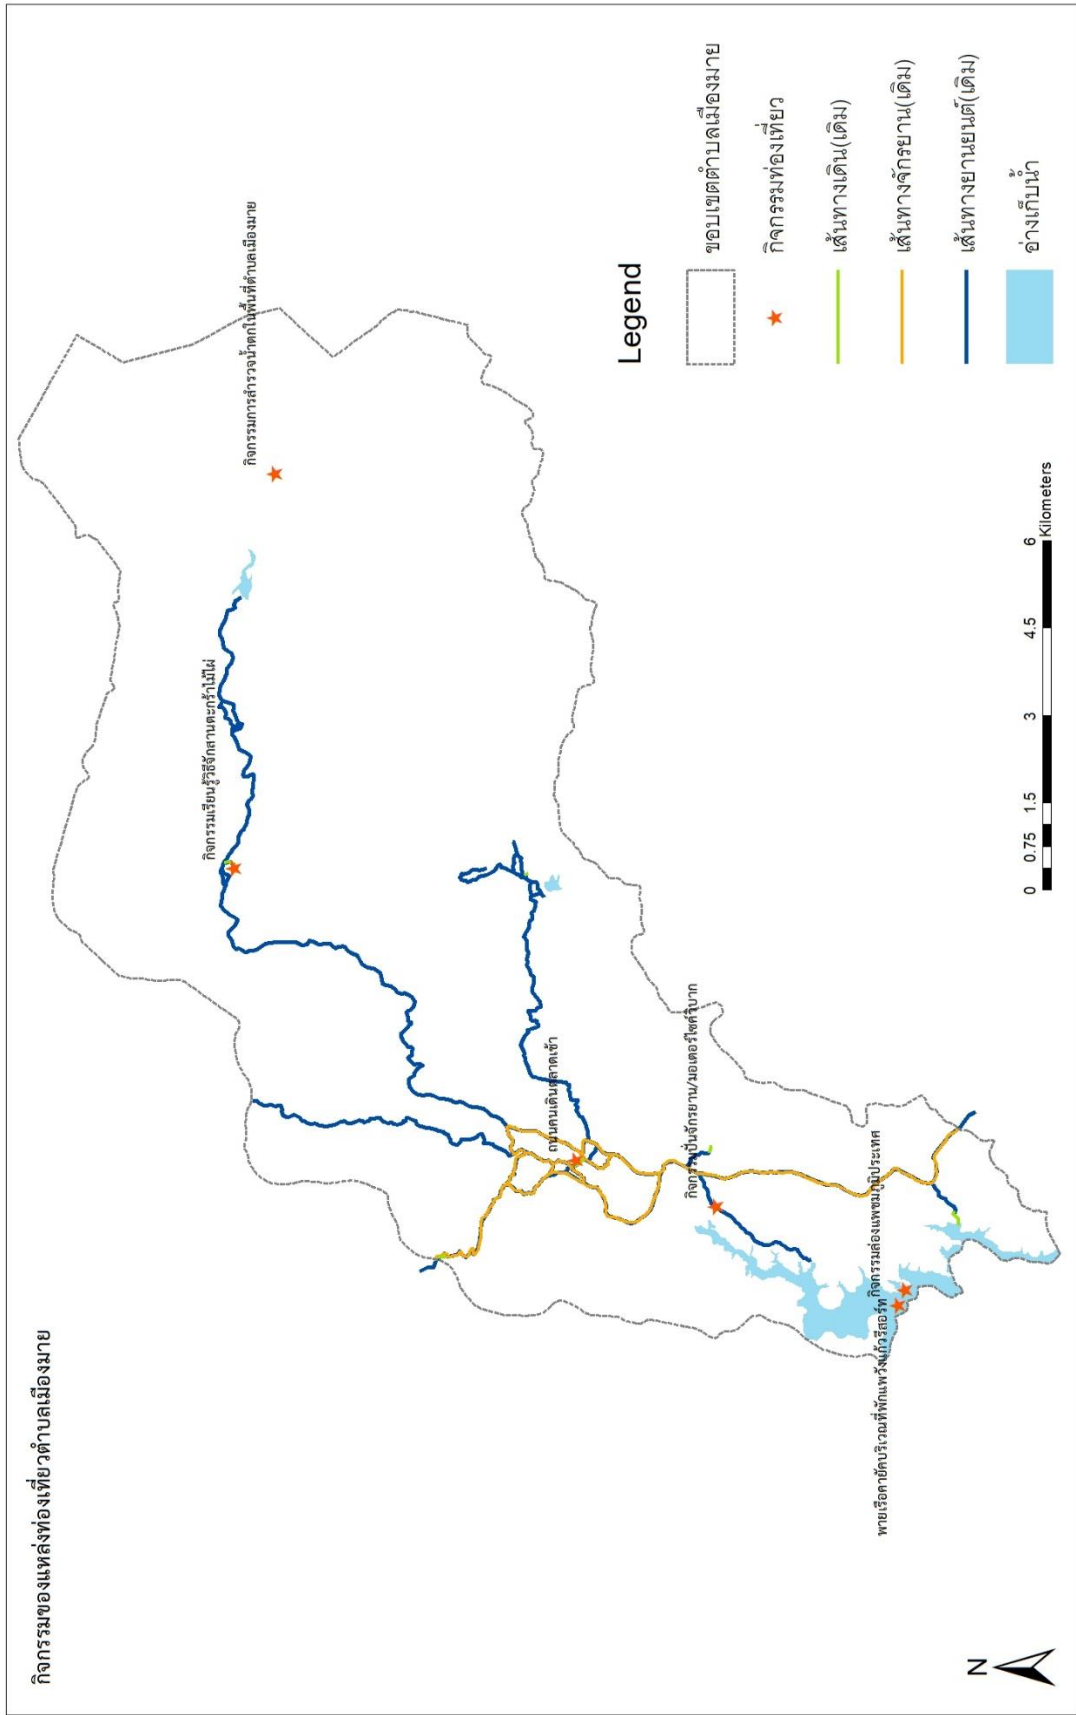 กิจกรรมของแหล่งท่องเที่ยวตำบลเมืองมาย
กิจกรรมการสำรวจน้ำตกในพื้นที่ตำบลเมืองมาย
กิจกรรมเรียนรู้วิธีจักสานตะกร้าไม้ไผ่
ถนนคนเดินตลาดเช้า
กิจกรรมปั่นจักรยาน/มอเตอร์ไซค์วิบาก
กิจกรรมล่องแพชมภูมิประเทศ
พายเรือคายัคบริเวณที่พักแพวังแก้วรีสอร์ท
Legend
ขอบเขตตำบลเมืองมาย
กิจกรรมท่องเที่ยว
เส้นทางเดิน(เดิม)
เส้นทางจักรยาน(เดิม)
เส้นทางยานยนต์(เดิม)
อ่างเก็บน้ำ
N
0 0.75 1.5 3 4.5 6
Kilometers